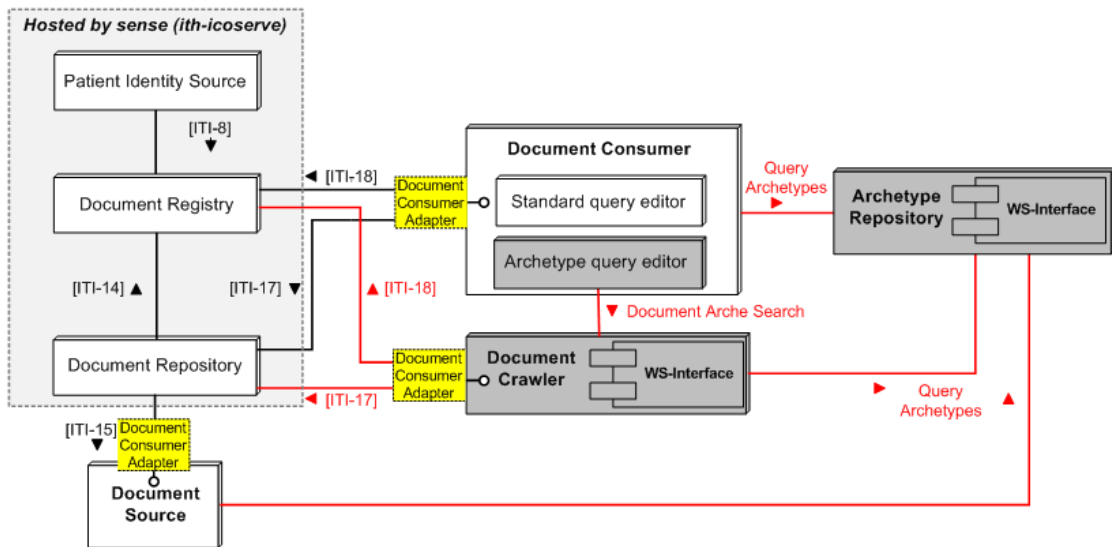 Hosted by sense (ith-icoserve)
Patient Identity Source
[ITI-8]
Document Registry
[ITI-14]
[ITI-17]
Document Repository
[ITI-15]
Document
Consumer
Adapter
Document
Source
[ITI-18]
Document
Consumer
Adapter
Document Consumer
Standard query editor
Archetype query editor
[ITI-18]
Document Arche Search
Document
Consumer
Adapter
[ITI-17]
Document
Crawler
WS-Interface
Query
Archetypes
Archetype
Repository
WS-Interface
Query
Archetypes